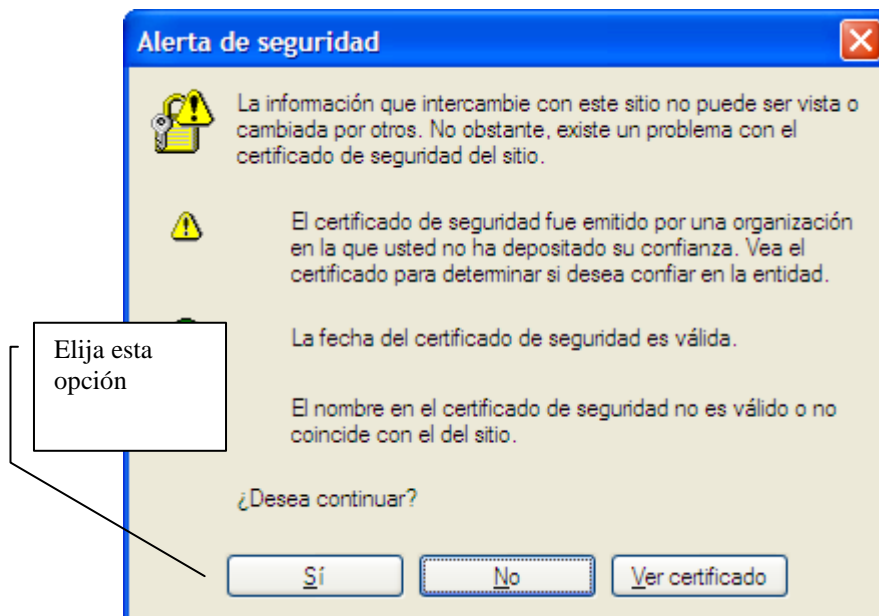 Alerta de seguridad
La información que intercambie con este sitio no puede ser vista o
cambiada por otros. No obstante, existe un problema con el
certificado de seguridad del sitio.
El certificado de seguridad fue emitido por una organización
en la que usted no ha depositado su confianza. Vea el
certificado para determinar si desea confiar en la entidad.
Elija esta
opción
La fecha del certificado de seguridad es válida.
El nombre en el certificado de seguridad no es válido o no
coincide con el del sitio.
¿Desea continuar?
Sí
No
Ver certificado